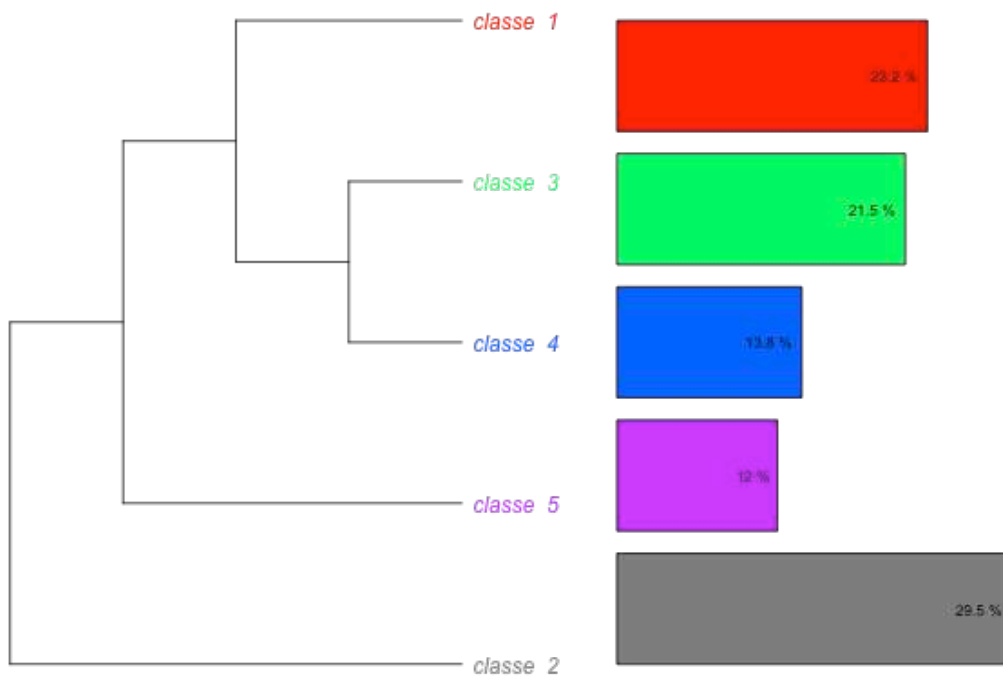 classe 1
23.2 %
classe 3
21.5 %
classe 4
13.8 %
classe 5
12 %
29.5 %
classe 2